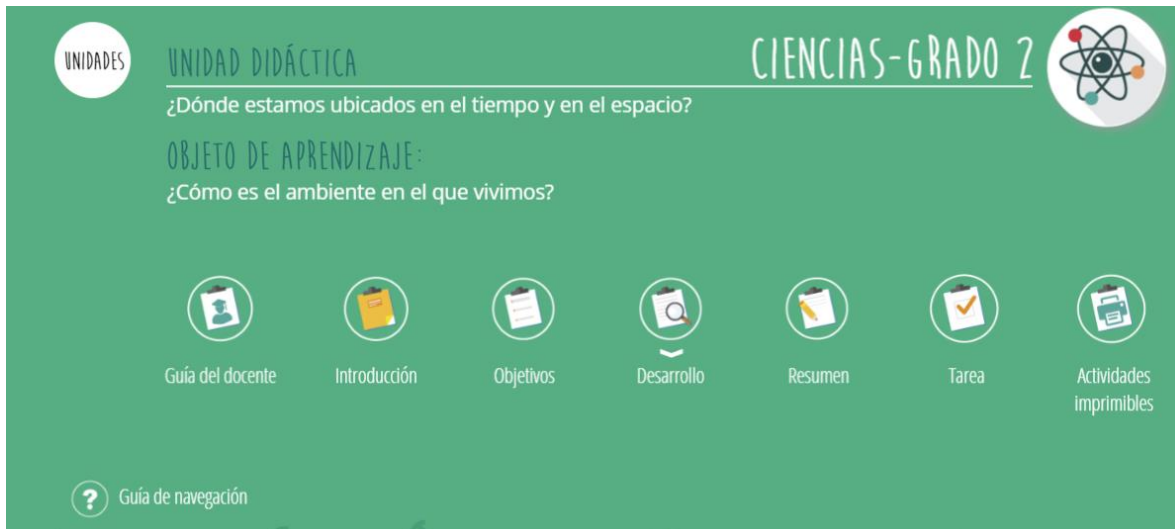 UNIDADES
UNIDAD DIDÁCTICA
CIENCIAS-GRADO 2
¿Dónde estamos ubicados en el tiempo y en el espacio?
OBJETO DE APRENDIZAJE:
¿Cómo es el ambiente en el que vivimos?
Guía del docente
Introducción
Objetivos
Desarrollo
Resumen
Tarea
Actividades
imprimibles
?
Guía de navegación